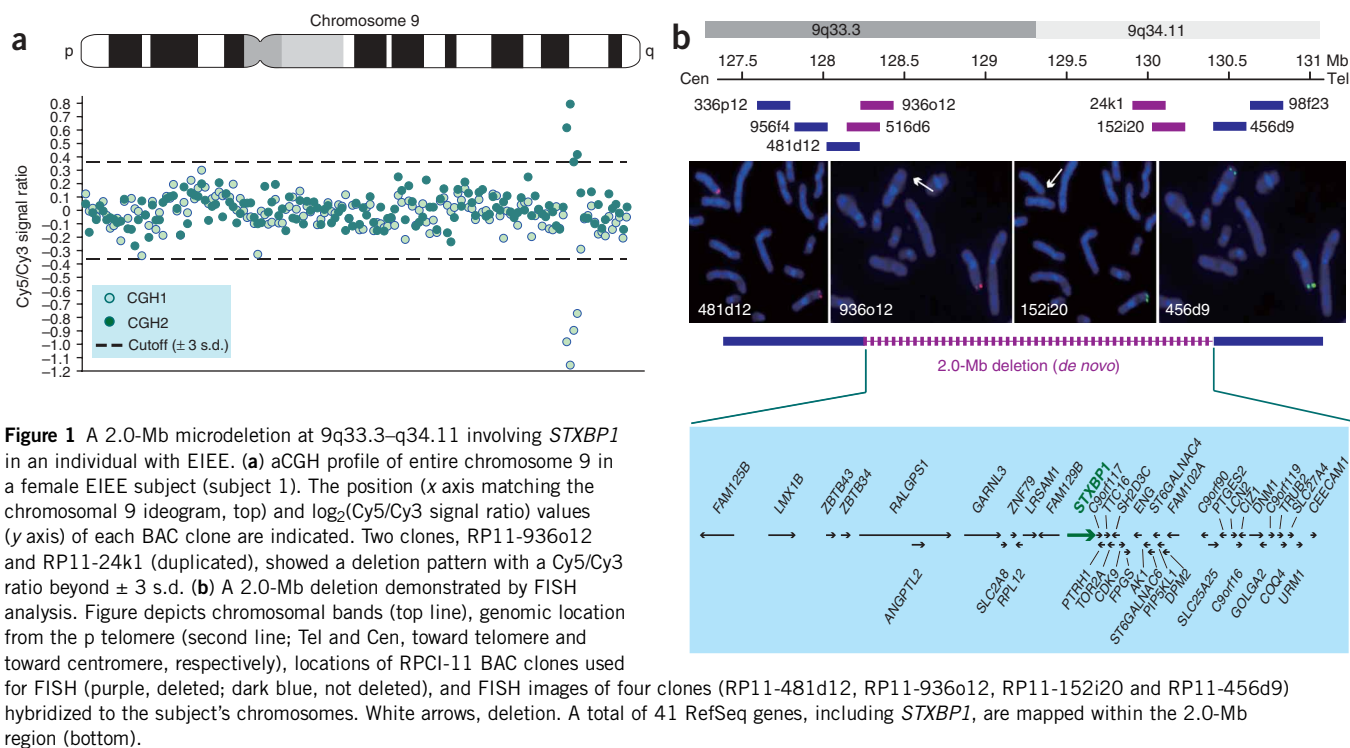 a
Chromosome 9
p
q
0.8
0.7
0.6
0.5
0.4
0.3
0.2
0.1
0
–0.1
–0.2
–0.3
–0.4
–0.5
–0.6
–0.7
–0.8
–0.9
–1.0
–1.1
–1.2
Cy5/Cy3 signal ratio
CGH1
CGH2
Cutoff (± 3 s.d.)
b
9q33.3 9q34.11
127.5 128 128.5 129 129.5 130 130.5 131 Mb
Cen Tel
336p12 936o12 24k1 98f23
956f4 516d6 152i20 456d9
481d12
481d12 936o12 152i20 456d9
2.0-Mb deletion (de novo)
FAM125B
LMX1B
ZBTB43
ZBTB34
RALGPS1
GARNL3
ZNF79
LRSAM1
FAM129B
STXBP1
C9orf117
TTC16
SH2D3C
ENG
ST6GALNAC4
FAM102A
C9orf90
PTGES2
LCN2
CIZ1
DNM1
C9orf119
TRUB2
SLC27A4
CEECAM1
ANGPTL2
SLC2A8
RPL12
PTRH1
TOR2A
CDK9
FPGS
AK1
ST6GALNAC6
PIP5KL1
DPM2
SLC25A25
C9orf16
GOLGA2
COQ4
URM1
Figure 1 A 2.0-Mb microdeletion at 9q33.3–q34.11 involving STXBP1
in an individual with EIEE. (a) aCGH profile of entire chromosome 9 in
a female EIEE subject (subject 1). The position (x axis matching the
chromosomal 9 ideogram, top) and log2(Cy5/Cy3 signal ratio) values
(y axis) of each BAC clone are indicated. Two clones, RP11-936o12
and RP11-24k1 (duplicated), showed a deletion pattern with a Cy5/Cy3
ratio beyond ± 3 s.d. (b) A 2.0-Mb deletion demonstrated by FISH
analysis. Figure depicts chromosomal bands (top line), genomic location
from the p telomere (second line; Tel and Cen, toward telomere and
toward centromere, respectively), locations of RPCI-11 BAC clones used
for FISH (purple, deleted; dark blue, not deleted), and FISH images of four clones (RP11-481d12, RP11-936o12, RP11-152i20 and RP11-456d9)
hybridized to the subject's chromosomes. White arrows, deletion. A total of 41 RefSeq genes, including STXBP1, are mapped within the 2.0-Mb
region (bottom).